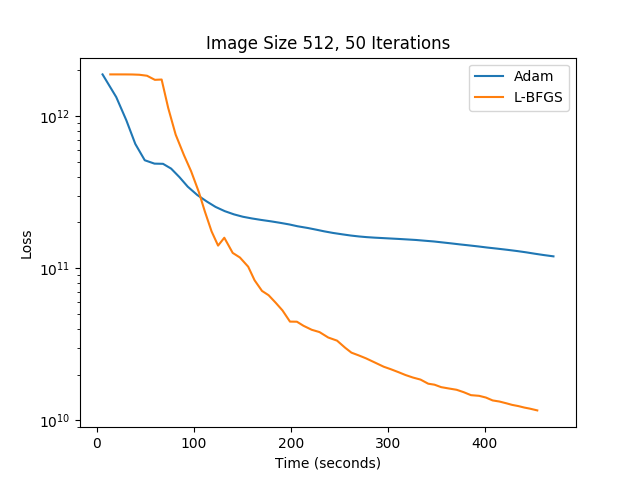 Image Size 512, 50 Iterations
Adam
L-BFGS
10¹²
10¹¹
10¹⁰
Loss
0 100 200 300 400
Time (seconds)